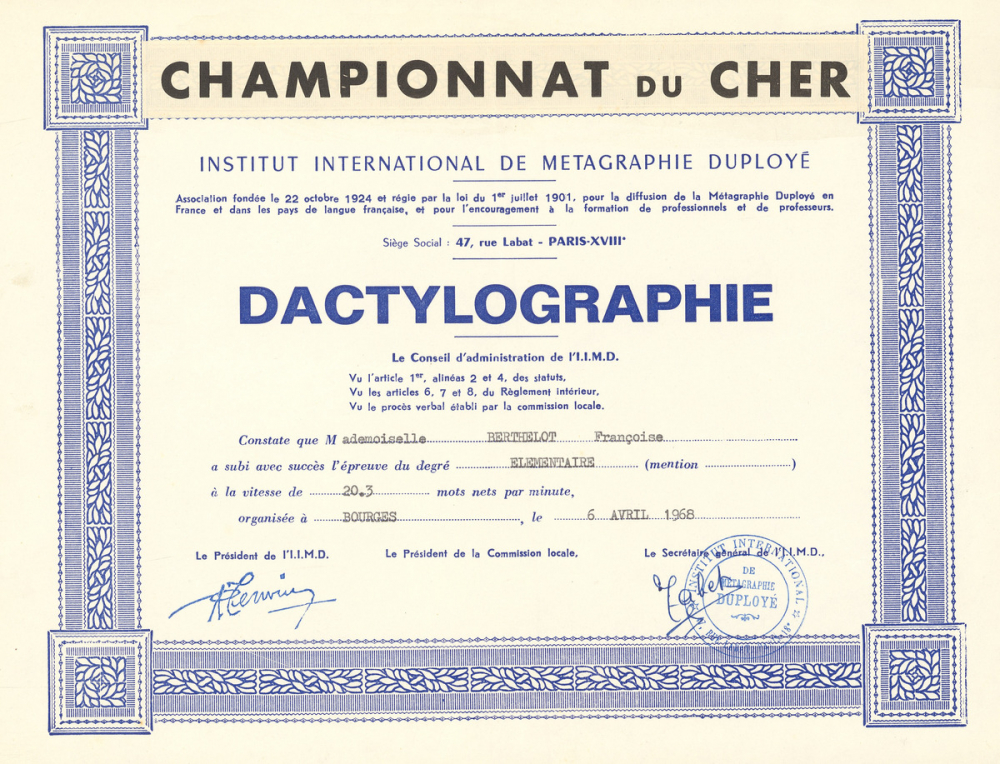 CHAMPIONNAT DU CHER
INSTITUT INTERNATIONAL DE METAGRAPHIE DUPLOYÉ
Association fondée le 22 octobre 1924 et régie par la loi du 1er juillet 1901, pour la diffusion de la Métagraphie Duployé en
France et dans les pays de langue française, et pour l'encouragement à la formation de professionnels et de professeurs.
Siège Social : 47, rue Labat - PARIS-XVIIIe
DACTYLOGRAPHIE
Le Conseil d'administration de l'I.I.M.D.
Vu l'article 1er, alinéas 2 et 4, des statuts,
Vu les articles 6, 7 et 8, du Règlement intérieur,
Vu le procès verbal établi par la commission locale.
Constate que M ademoiselle BERTHELOT Françoise
a subi avec succès l'épreuve du degré ELEMENTAIRE (mention )
à la vitesse de 20.3 mots nets par minute,
organisée à BOURGES, le 6 AVRIL 1968
Le Président de l'I.I.M.D. Le Président de la Commission locale, Le Secrétaire général de l'I.I.M.D.,
INSTITUT INTERNATIONAL
DE
METAGRAPHIE
DUPLOYÉ